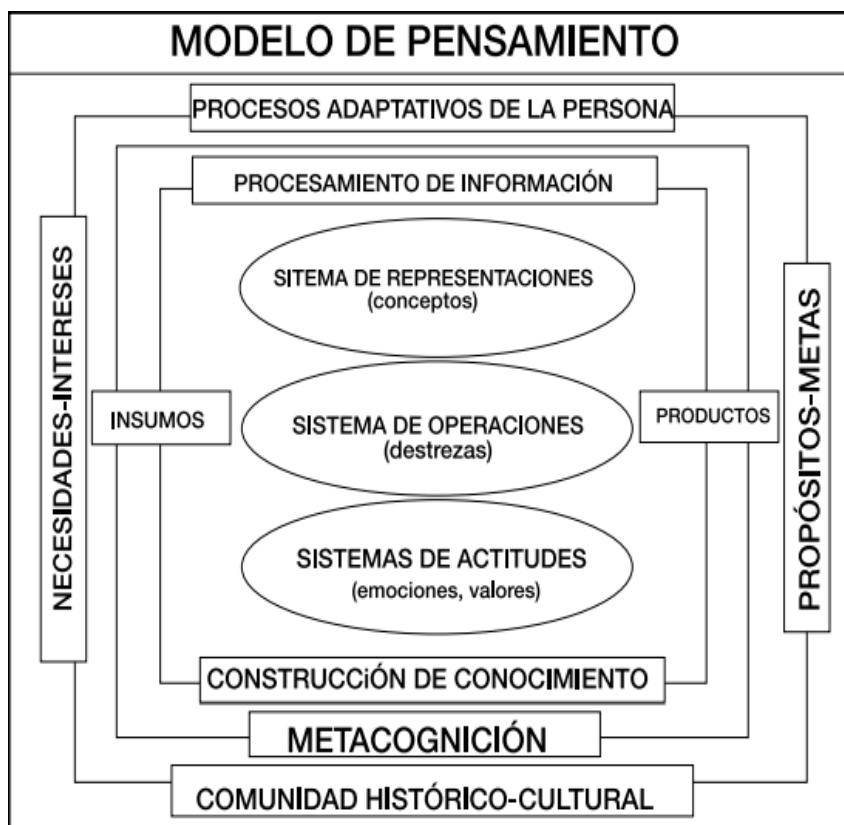 MODELO DE PENSAMIENTO
PROCESOS ADAPTATIVOS DE LA PERSONA
PROCESAMIENTO DE INFORMACIÓN
NECESIDADES-INTERESES
SITEMA DE REPRESENTACIONES
(conceptos)
INSUMOS
SISTEMA DE OPERACIONES
(destrezas)
PRODUCTOS
PROPÓSITOS-METAS
SISTEMAS DE ACTITUDES
(emociones, valores)
CONSTRUCCiÓN DE CONOCIMIENTO
METACOGNICIÓN
COMUNIDAD HISTÓRICO-CULTURAL